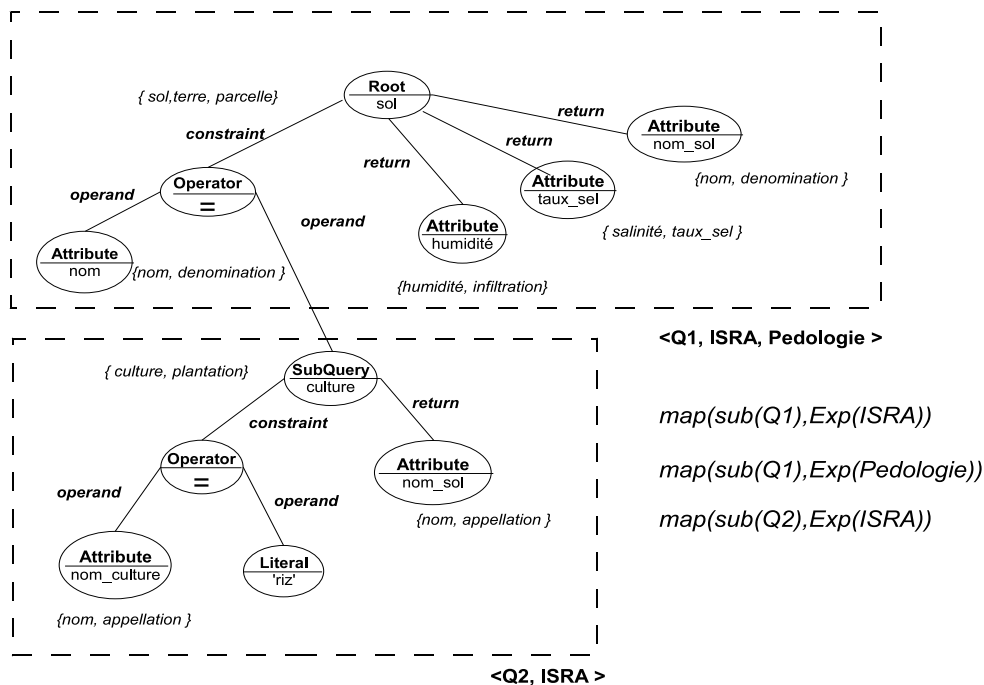 Root
sol
{ sol,terre, parcelle}
constraint
return
return
return
Attribute
nom_sol
{nom, denomination }
Attribute
taux_sel
{ salinité, taux_sel }
Attribute
humidité
{humidité, infiltration}
Operator
=
operand
operand
Attribute
nom
{nom, denomination }
<Q1, ISRA, Pedologie >
SubQuery
culture
{ culture, plantation}
constraint
return
Operator
=
Attribute
nom_sol
{nom, appellation }
operand
operand
Attribute
nom_culture
{nom, appellation }
Literal
'riz'
<Q2, ISRA >
map(sub(Q1),Exp(ISRA))
map(sub(Q1),Exp(Pedologie))
map(sub(Q2),Exp(ISRA))